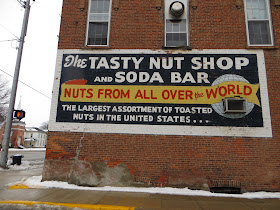 The TASTY NUT SHOP
AND SODA BAR
NUTS FROM ALL OVER the WORLD
THE LARGEST ASSORTMENT OF TOASTED
NUTS IN THE UNITED STATES...